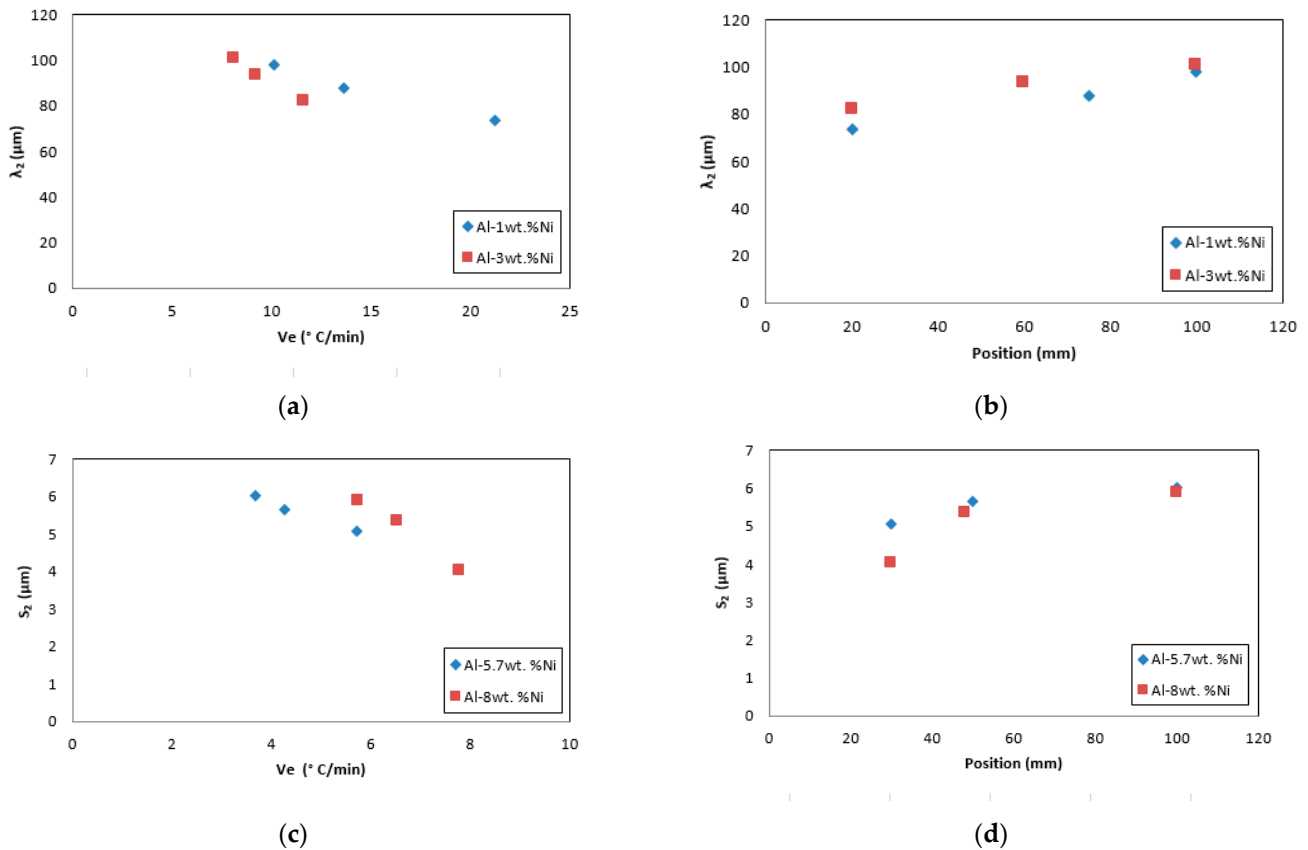 120
100
80
60
40
20
0
λ₂ (μm)
0 5 10 15 20 25
Ve (° C/min)
Al-1wt.%Ni
Al-3wt.%Ni
(a)
120
100
80
60
40
20
0
λ₂ (μm)
0 20 40 60 80 100 120
Position (mm)
Al-1wt.%Ni
Al-3wt.%Ni
(b)
7
6
5
4
3
2
1
0
S₂ (μm)
0 2 4 6 8 10
Ve (° C/min)
Al-5.7wt. %Ni
Al-8wt. %Ni
(c)
7
6
5
4
3
2
1
0
S₂ (μm)
0 20 40 60 80 100 120
Position (mm)
Al-5.7wt. %Ni
Al-8wt. %Ni
(d)